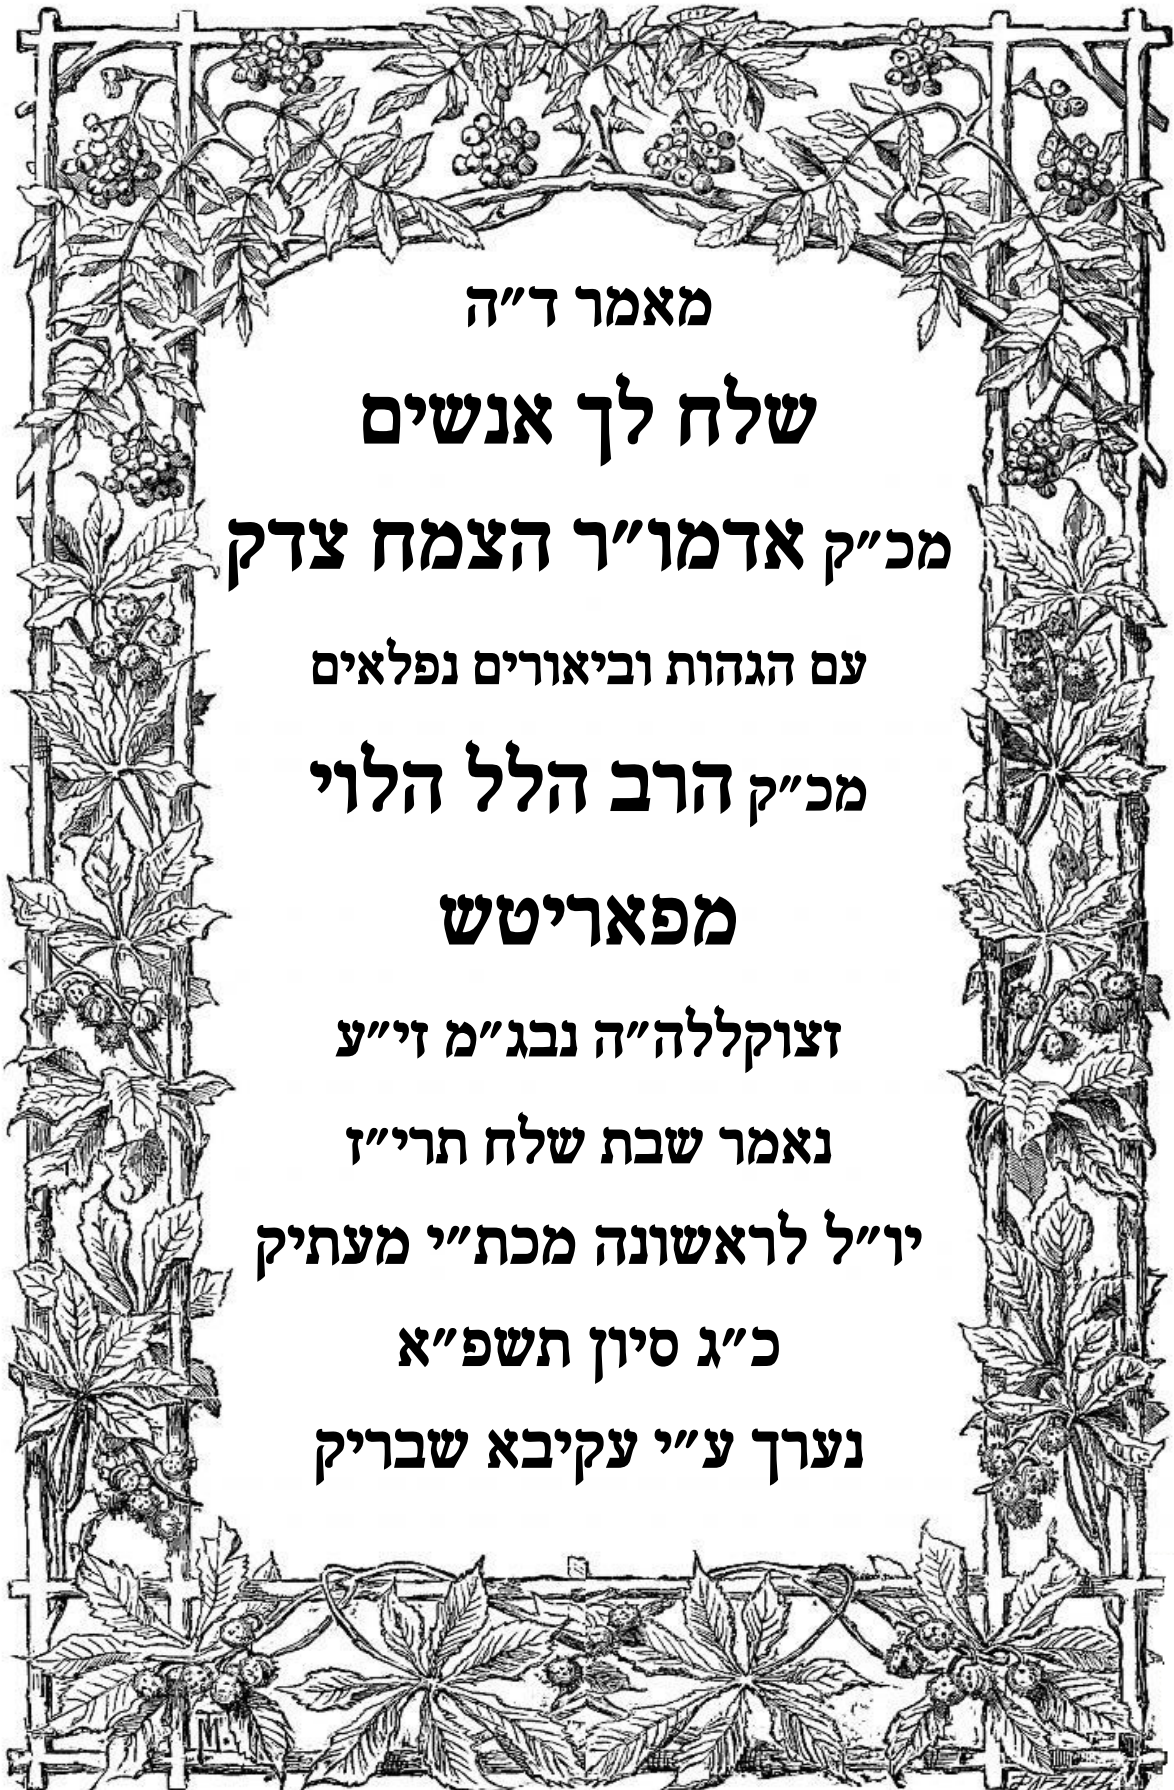 מאמר ד״ה
שלח לך אנשים
מכ״ק אדמו״ר הצמח צדק
עם הגהות וביאורים נפלאים
מכ״ק הרב הלל הלוי
מפאריטש
זצוקללה״ה נבג״מ זי״ע
נאמר שבת שלח תרי״ז
יו״ל לראשונה מכת״י מעתיק
כ״ג סיון תשפ״א
נערך ע״י עקיבא שבריק
M.